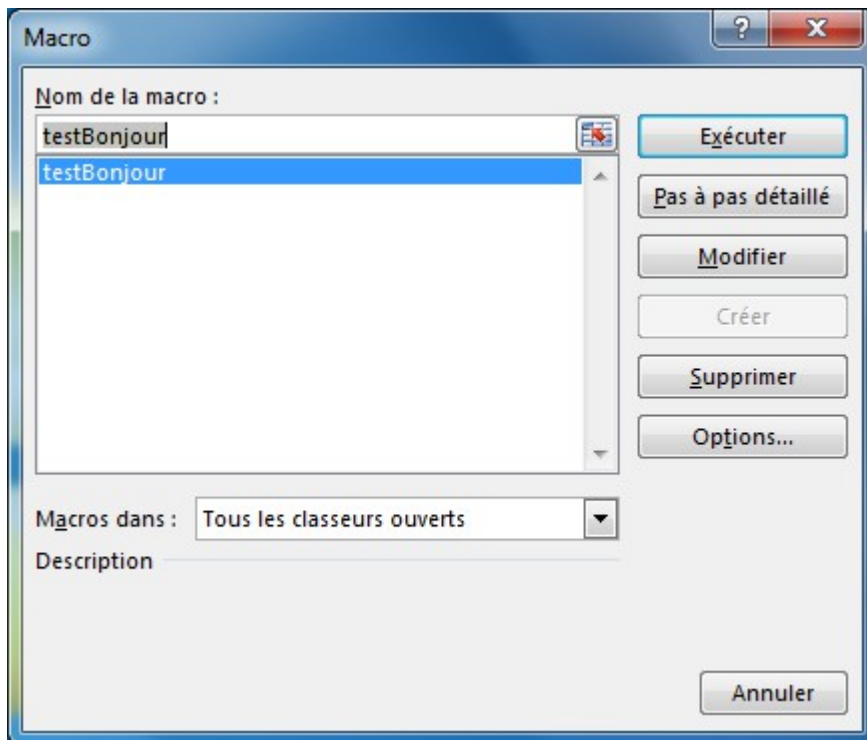 Macro
?
Nom de la macro :
testBonjour
testBonjour
Exécuter
Pas à pas détaillé
Modifier
Créer
Supprimer
Options...
Macros dans :
Tous les classeurs ouverts
Description
Annuler